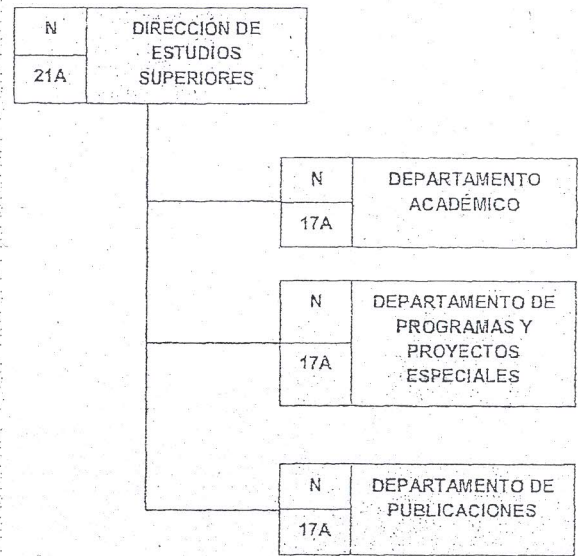 N
21A
DIRECCIÓN DE
ESTUDIOS
SUPERIORES
N
17A
DEPARTAMENTO
ACADÉMICO
N
17A
DEPARTAMENTO DE
PROGRAMAS Y
PROYECTOS
ESPECIALES
N
17A
DEPARTAMENTO DE
PUBLICACIONES